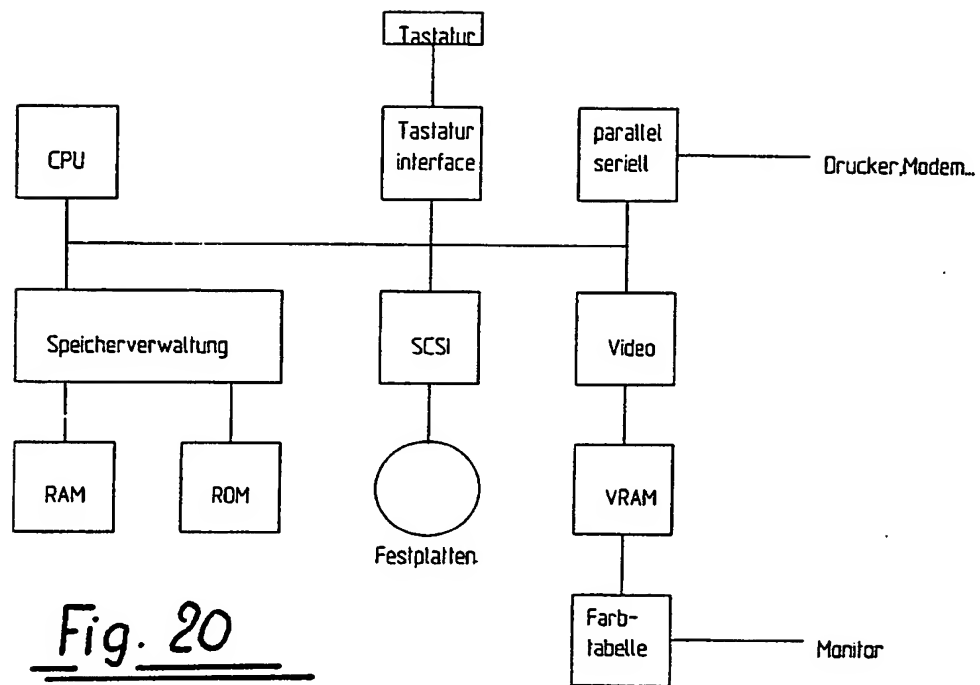 Tastatur
CPU
Tastatur
interface
parallel
seriell
Drucker,Modem...
Speicherverwaltung
SCSI
Video
RAM
ROM
VRAM
Festplatten
Farb-
tabelle
Monitor
Fig. 20